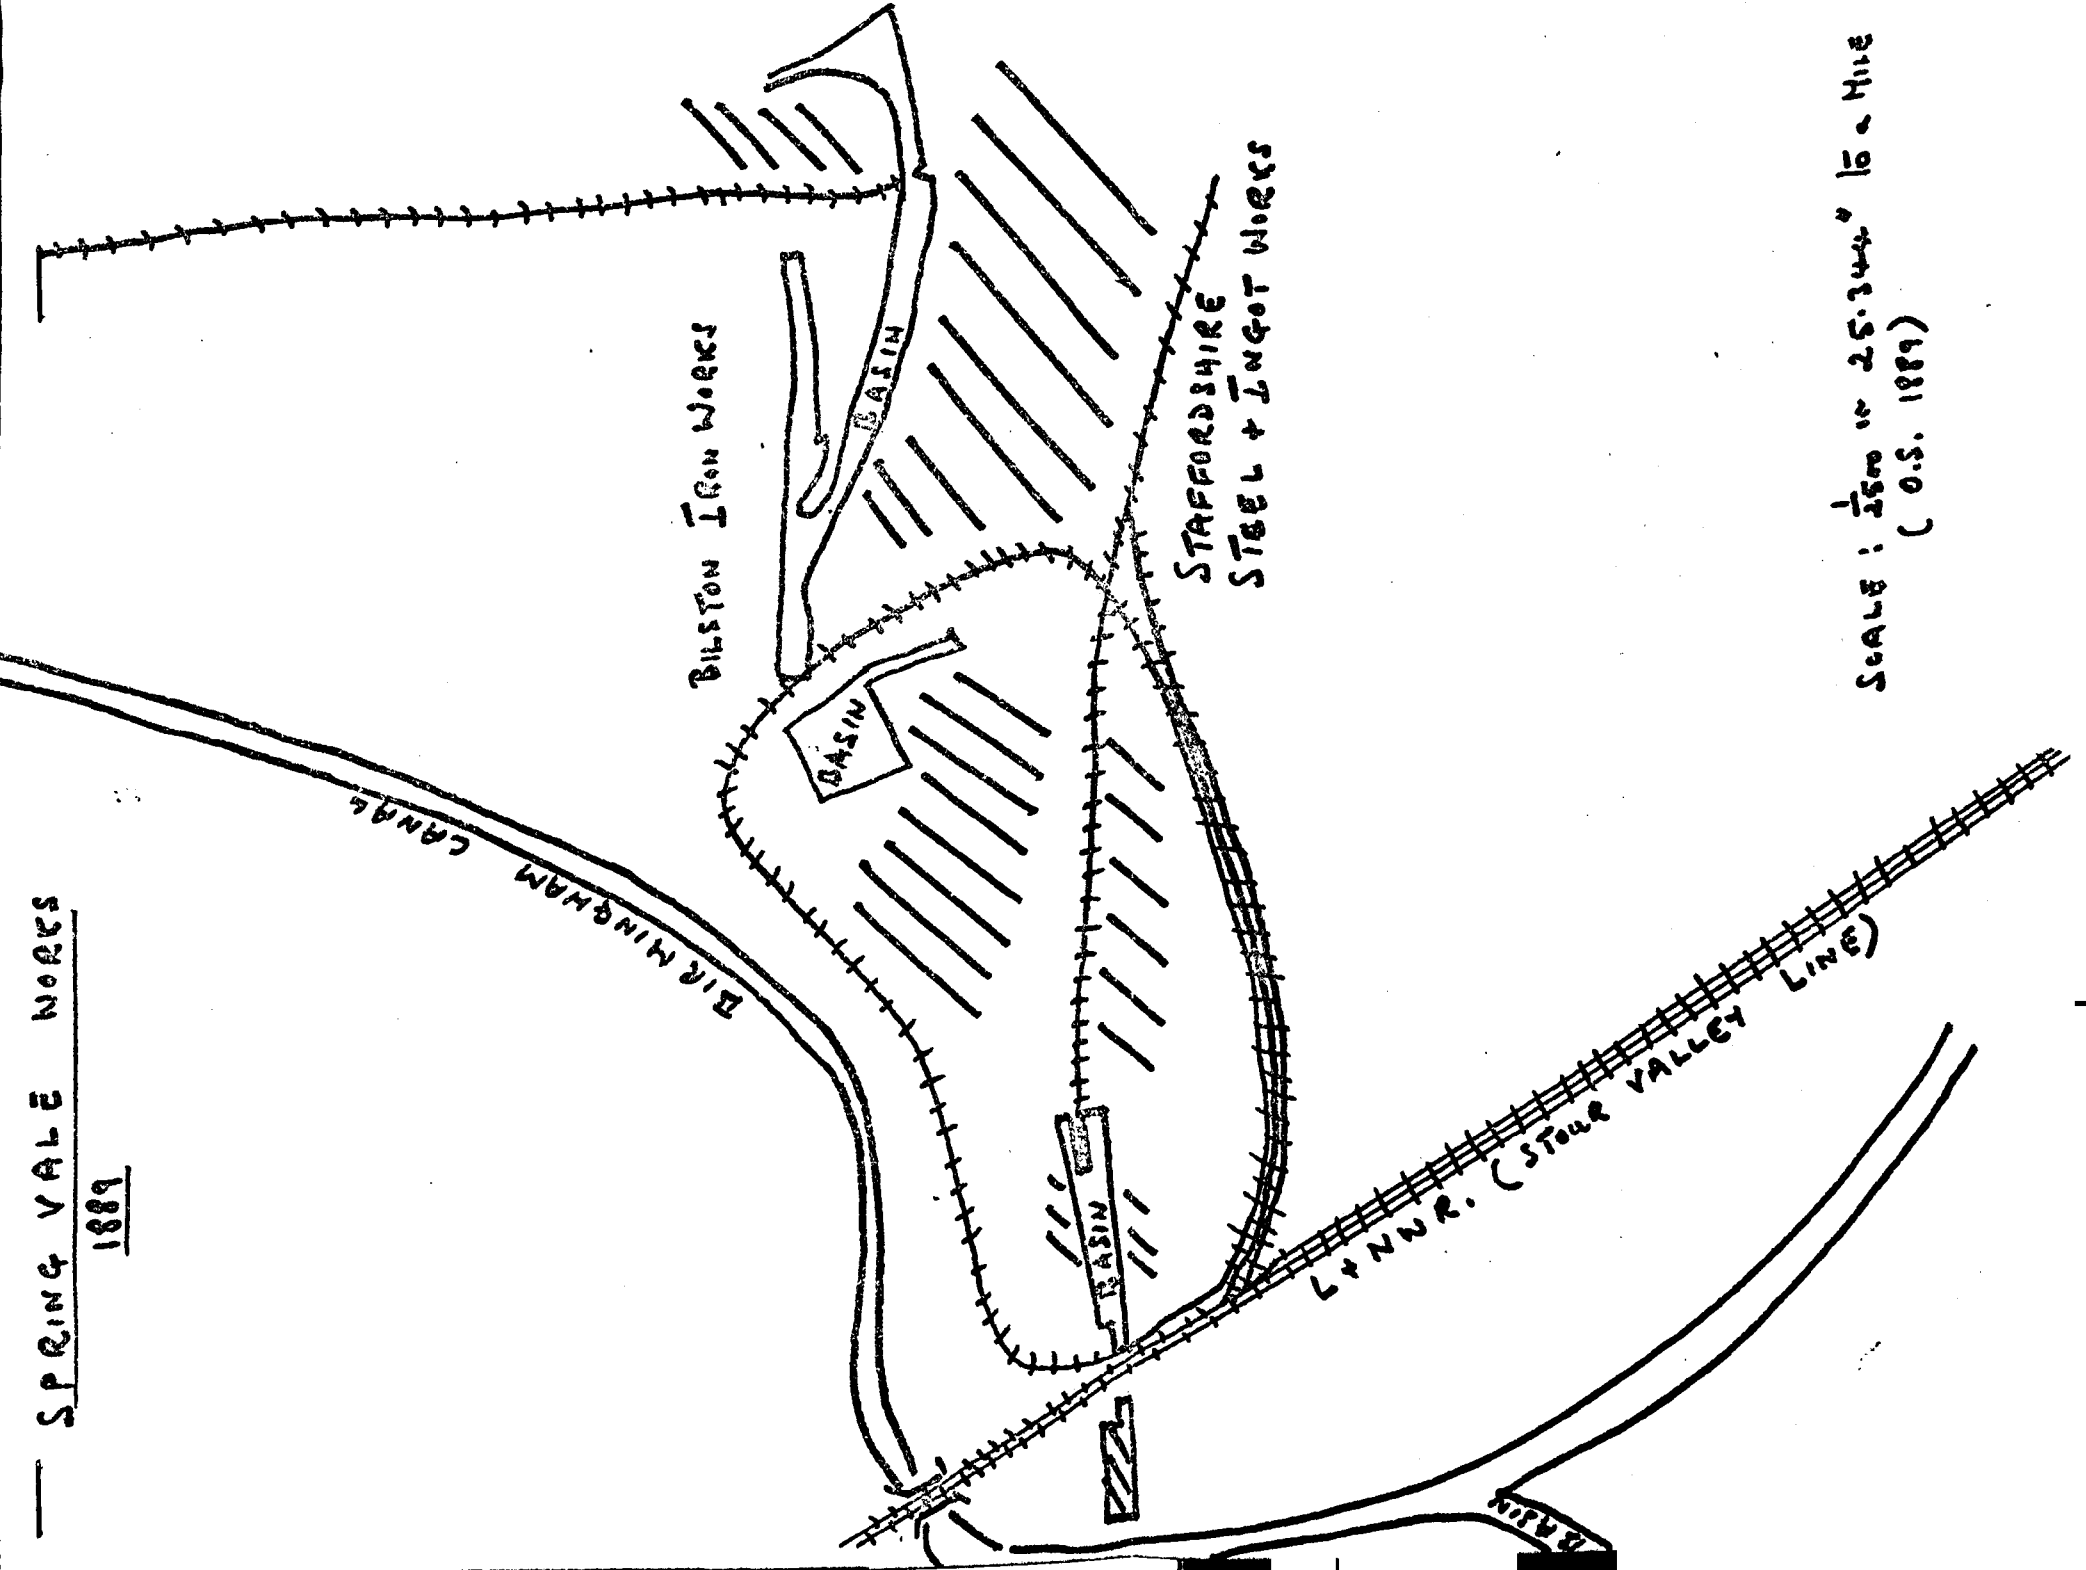 SPRING VALE WORKS
1889
BIRMINGHAM CANAL
BILSTON IRON WORKS
BASIN
BASIN
STAFFORDSHIRE
STEEL + INGOT WORKS
BASIN
L+NWR. (STOUR VALLEY LINE)
BASIN
SCALE: 1/2500 or 25.344" to a MILE
(O.S. 1889)